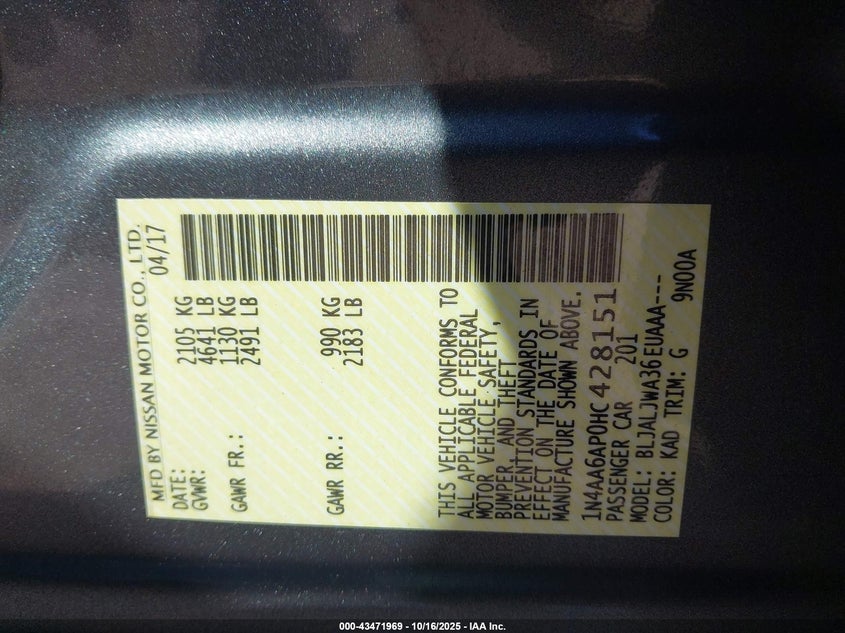 MFD BY NISSAN MOTOR CO., LTD.
DATE: 04/17
GVWR: 2105 KG
4641 LB
GAWR FR.: 1130 KG
2491 LB
GAWR RR.: 990 KG
2183 LB
THIS VEHICLE CONFORMS TO
ALL APPLICABLE FEDERAL
MOTOR VEHICLE SAFETY,
BUMPER, AND THEFT
PREVENTION STANDARDS IN
EFFECT ON THE DATE OF
MANUFACTURE SHOWN ABOVE.
1N4AA6AP0HC428151
PASSENGER CAR 201
MODEL: BLJALJWA36EUAAA---
COLOR: KAD TRIM: G 9N00A
000-43471969 - 10/16/2025 - IAA Inc.